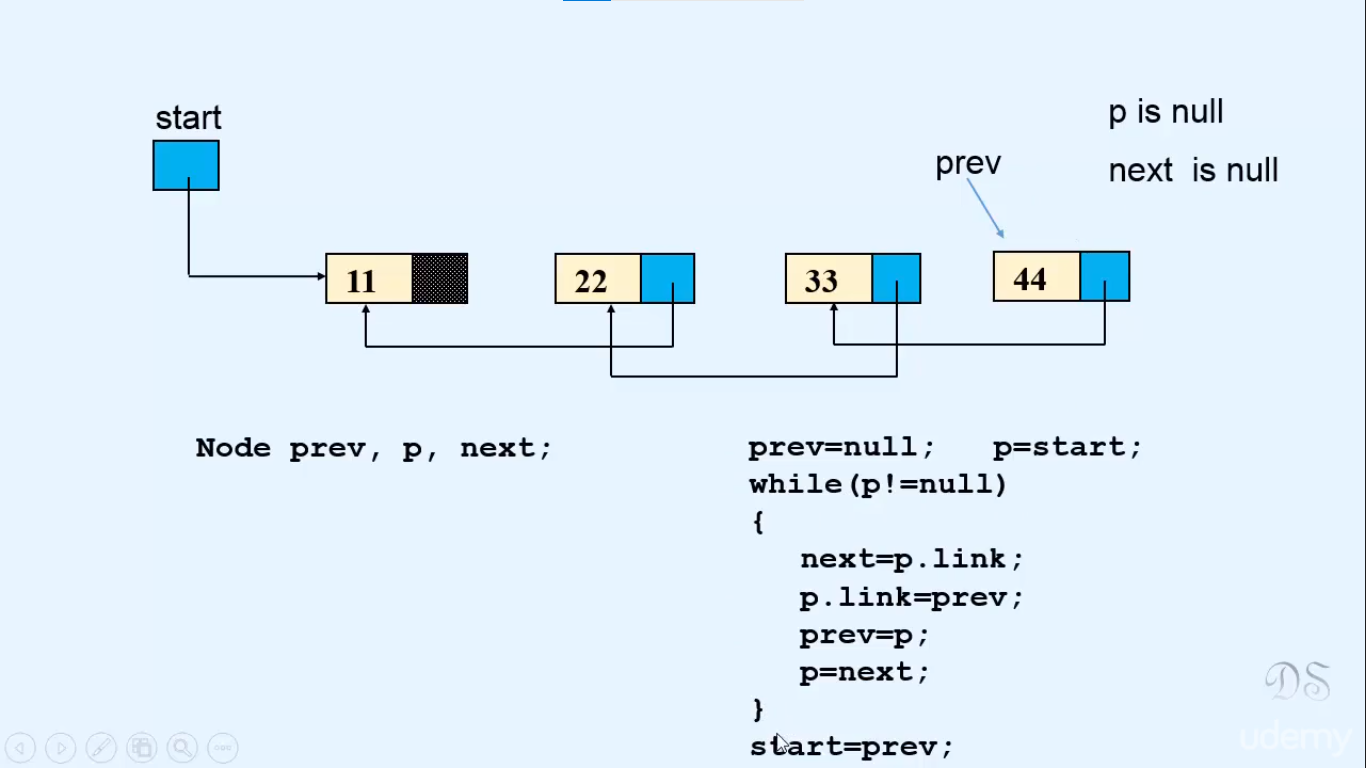 start
p is null
prev
next is null
11
22
33
44
Node prev, p, next;
prev=null; p=start;
while(p!=null)
{
next=p.link;
p.link=prev;
prev=p;
p=next;
}
start=prev;
DS
udemy